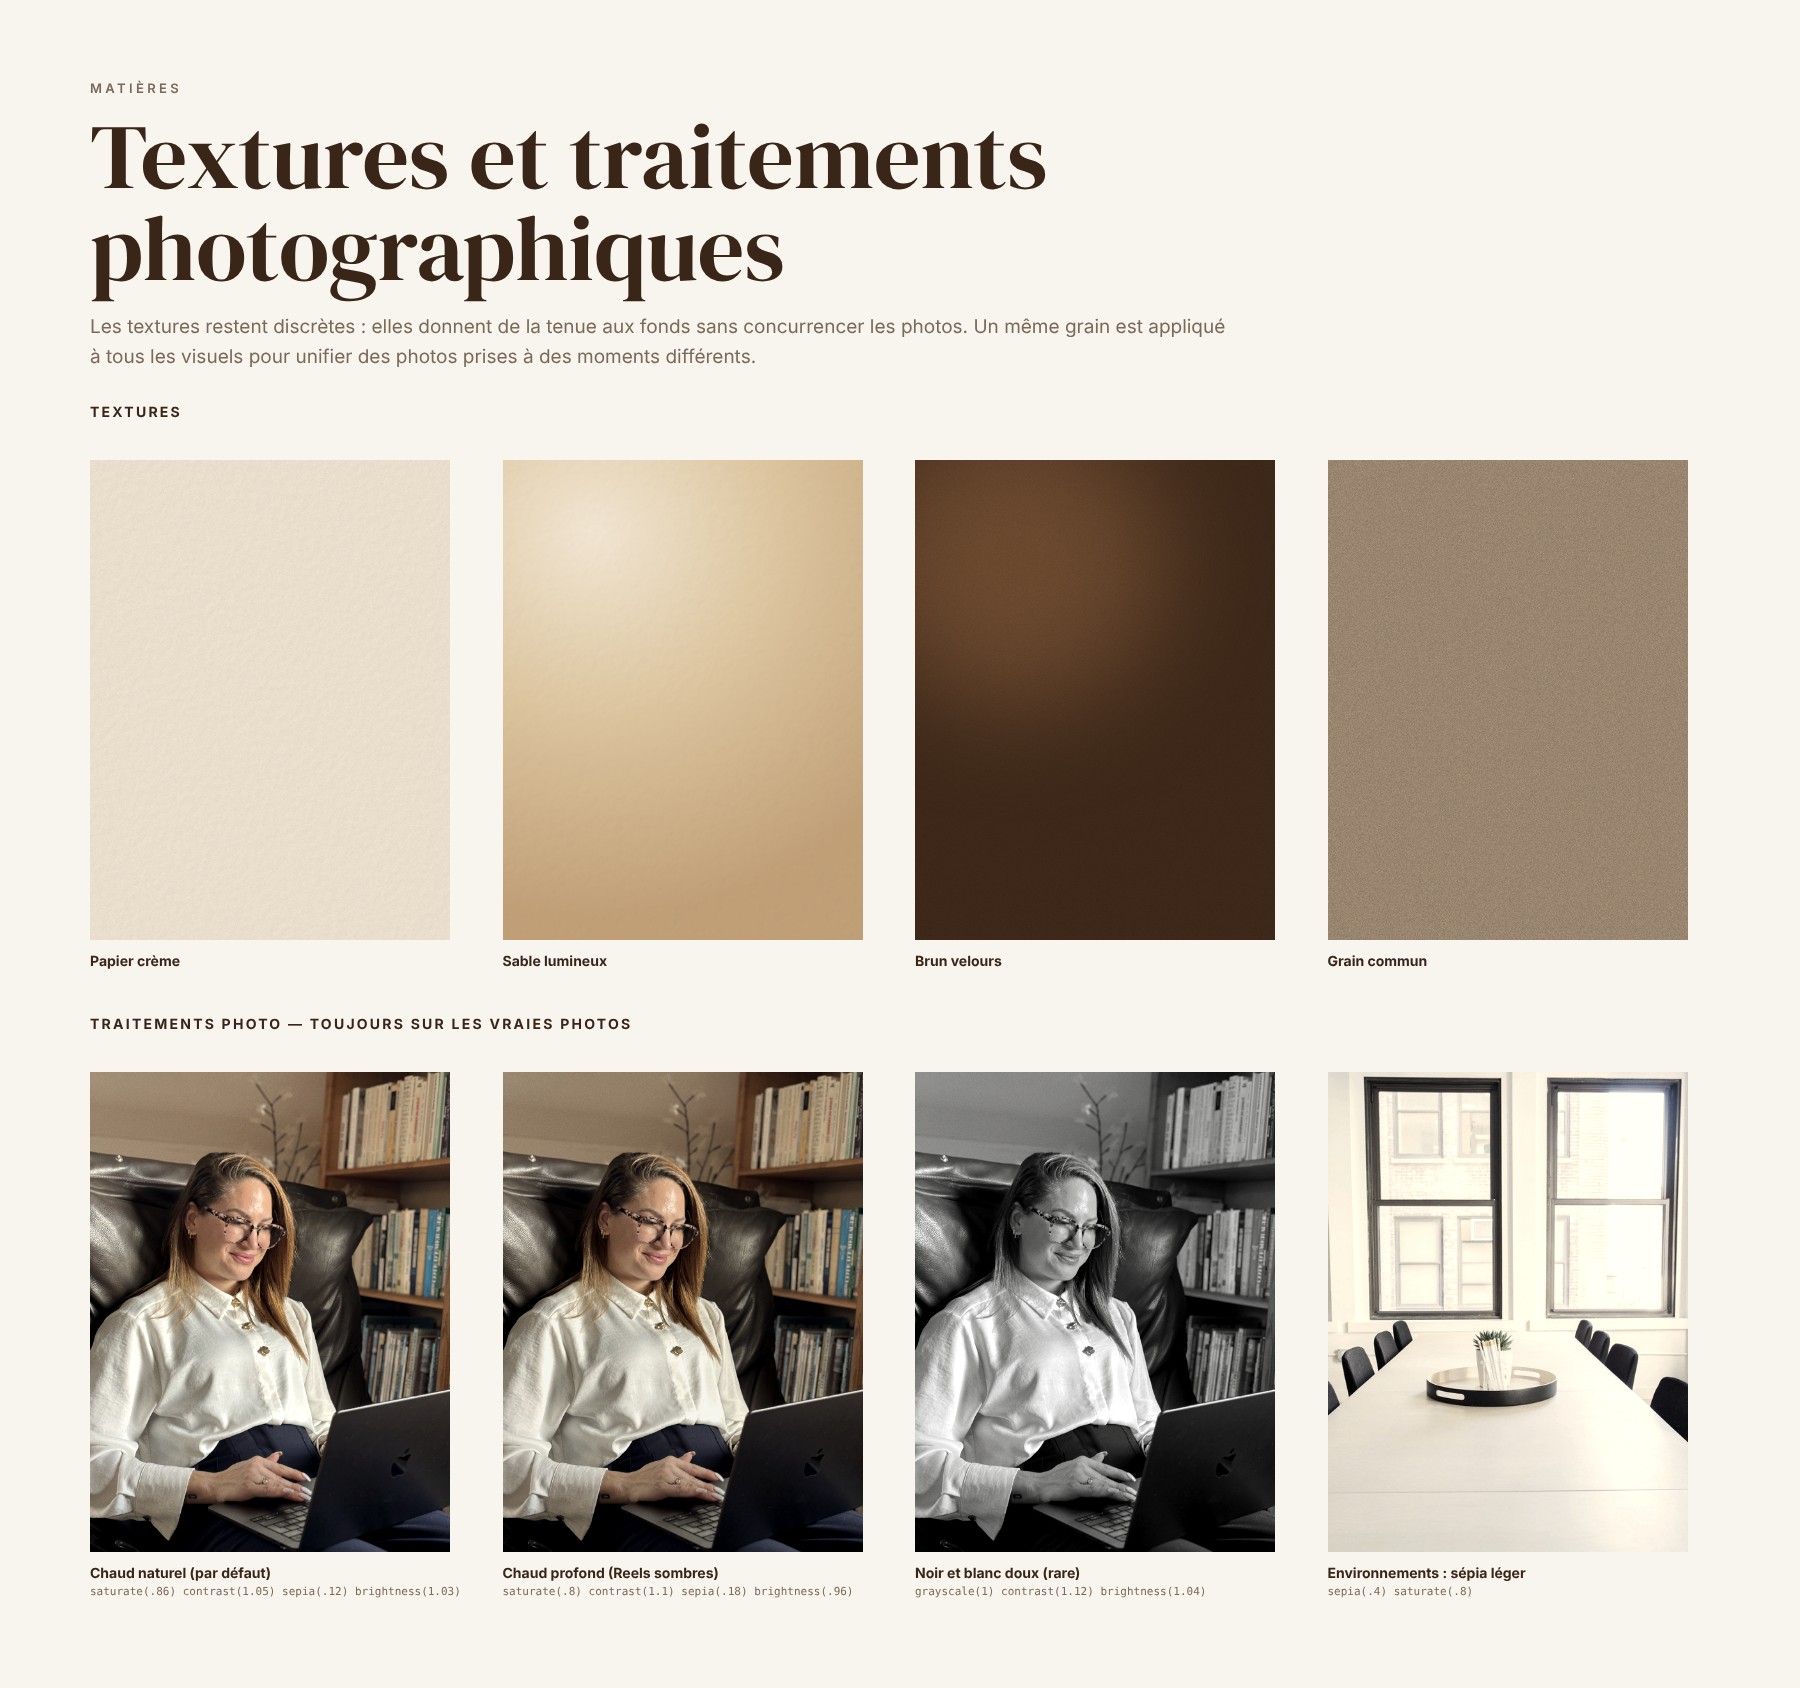 MATIÈRES
Textures et traitements
photographiques
Les textures restent discrètes : elles donnent de la tenue aux fonds sans concurrencer les photos. Un même grain est appliqué
à tous les visuels pour unifier des photos prises à des moments différents.
TEXTURES
Papier crème
Sable lumineux
Brun velours
Grain commun
TRAITEMENTS PHOTO — TOUJOURS SUR LES VRAIES PHOTOS
Chaud naturel (par défaut)
saturate(.86) contrast(1.05) sepia(.12) brightness(1.03)
Chaud profond (Reels sombres)
saturate(.8) contrast(1.1) sepia(.18) brightness(.96)
Noir et blanc doux (rare)
grayscale(1) contrast(1.12) brightness(1.04)
Environnements : sépia léger
sepia(.4) saturate(.8)